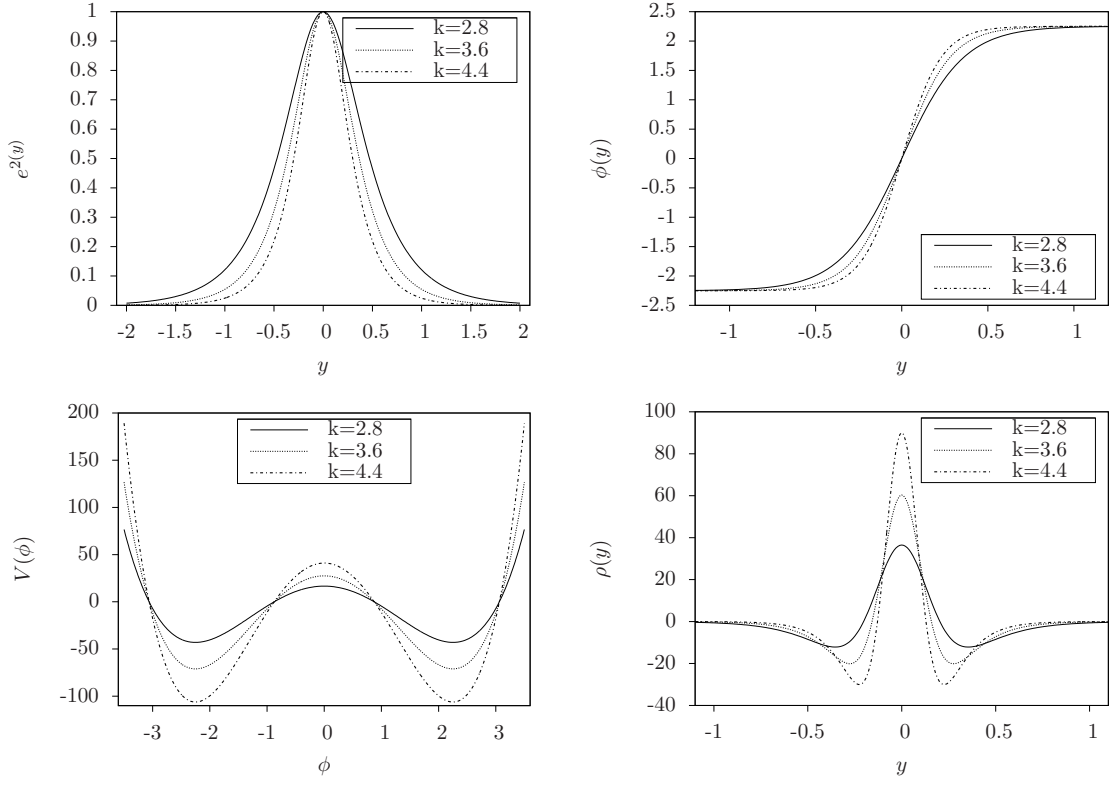 1
0.9
0.8
0.7
0.6
0.5
0.4
0.3
0.2
0.1
0
-2 -1.5 -1 -0.5 0 0.5 1 1.5 2
e^{2(y)}
y
k=2.8
k=3.6
k=4.4
2.5
2
1.5
1
0.5
0
-0.5
-1
-1.5
-2
-2.5
-1 -0.5 0 0.5 1
ϕ(y)
y
k=2.8
k=3.6
k=4.4
200
150
100
50
0
-50
-100
-3 -2 -1 0 1 2 3
V(ϕ)
ϕ
k=2.8
k=3.6
k=4.4
100
80
60
40
20
0
-20
-40
-1 -0.5 0 0.5 1
ρ(y)
y
k=2.8
k=3.6
k=4.4